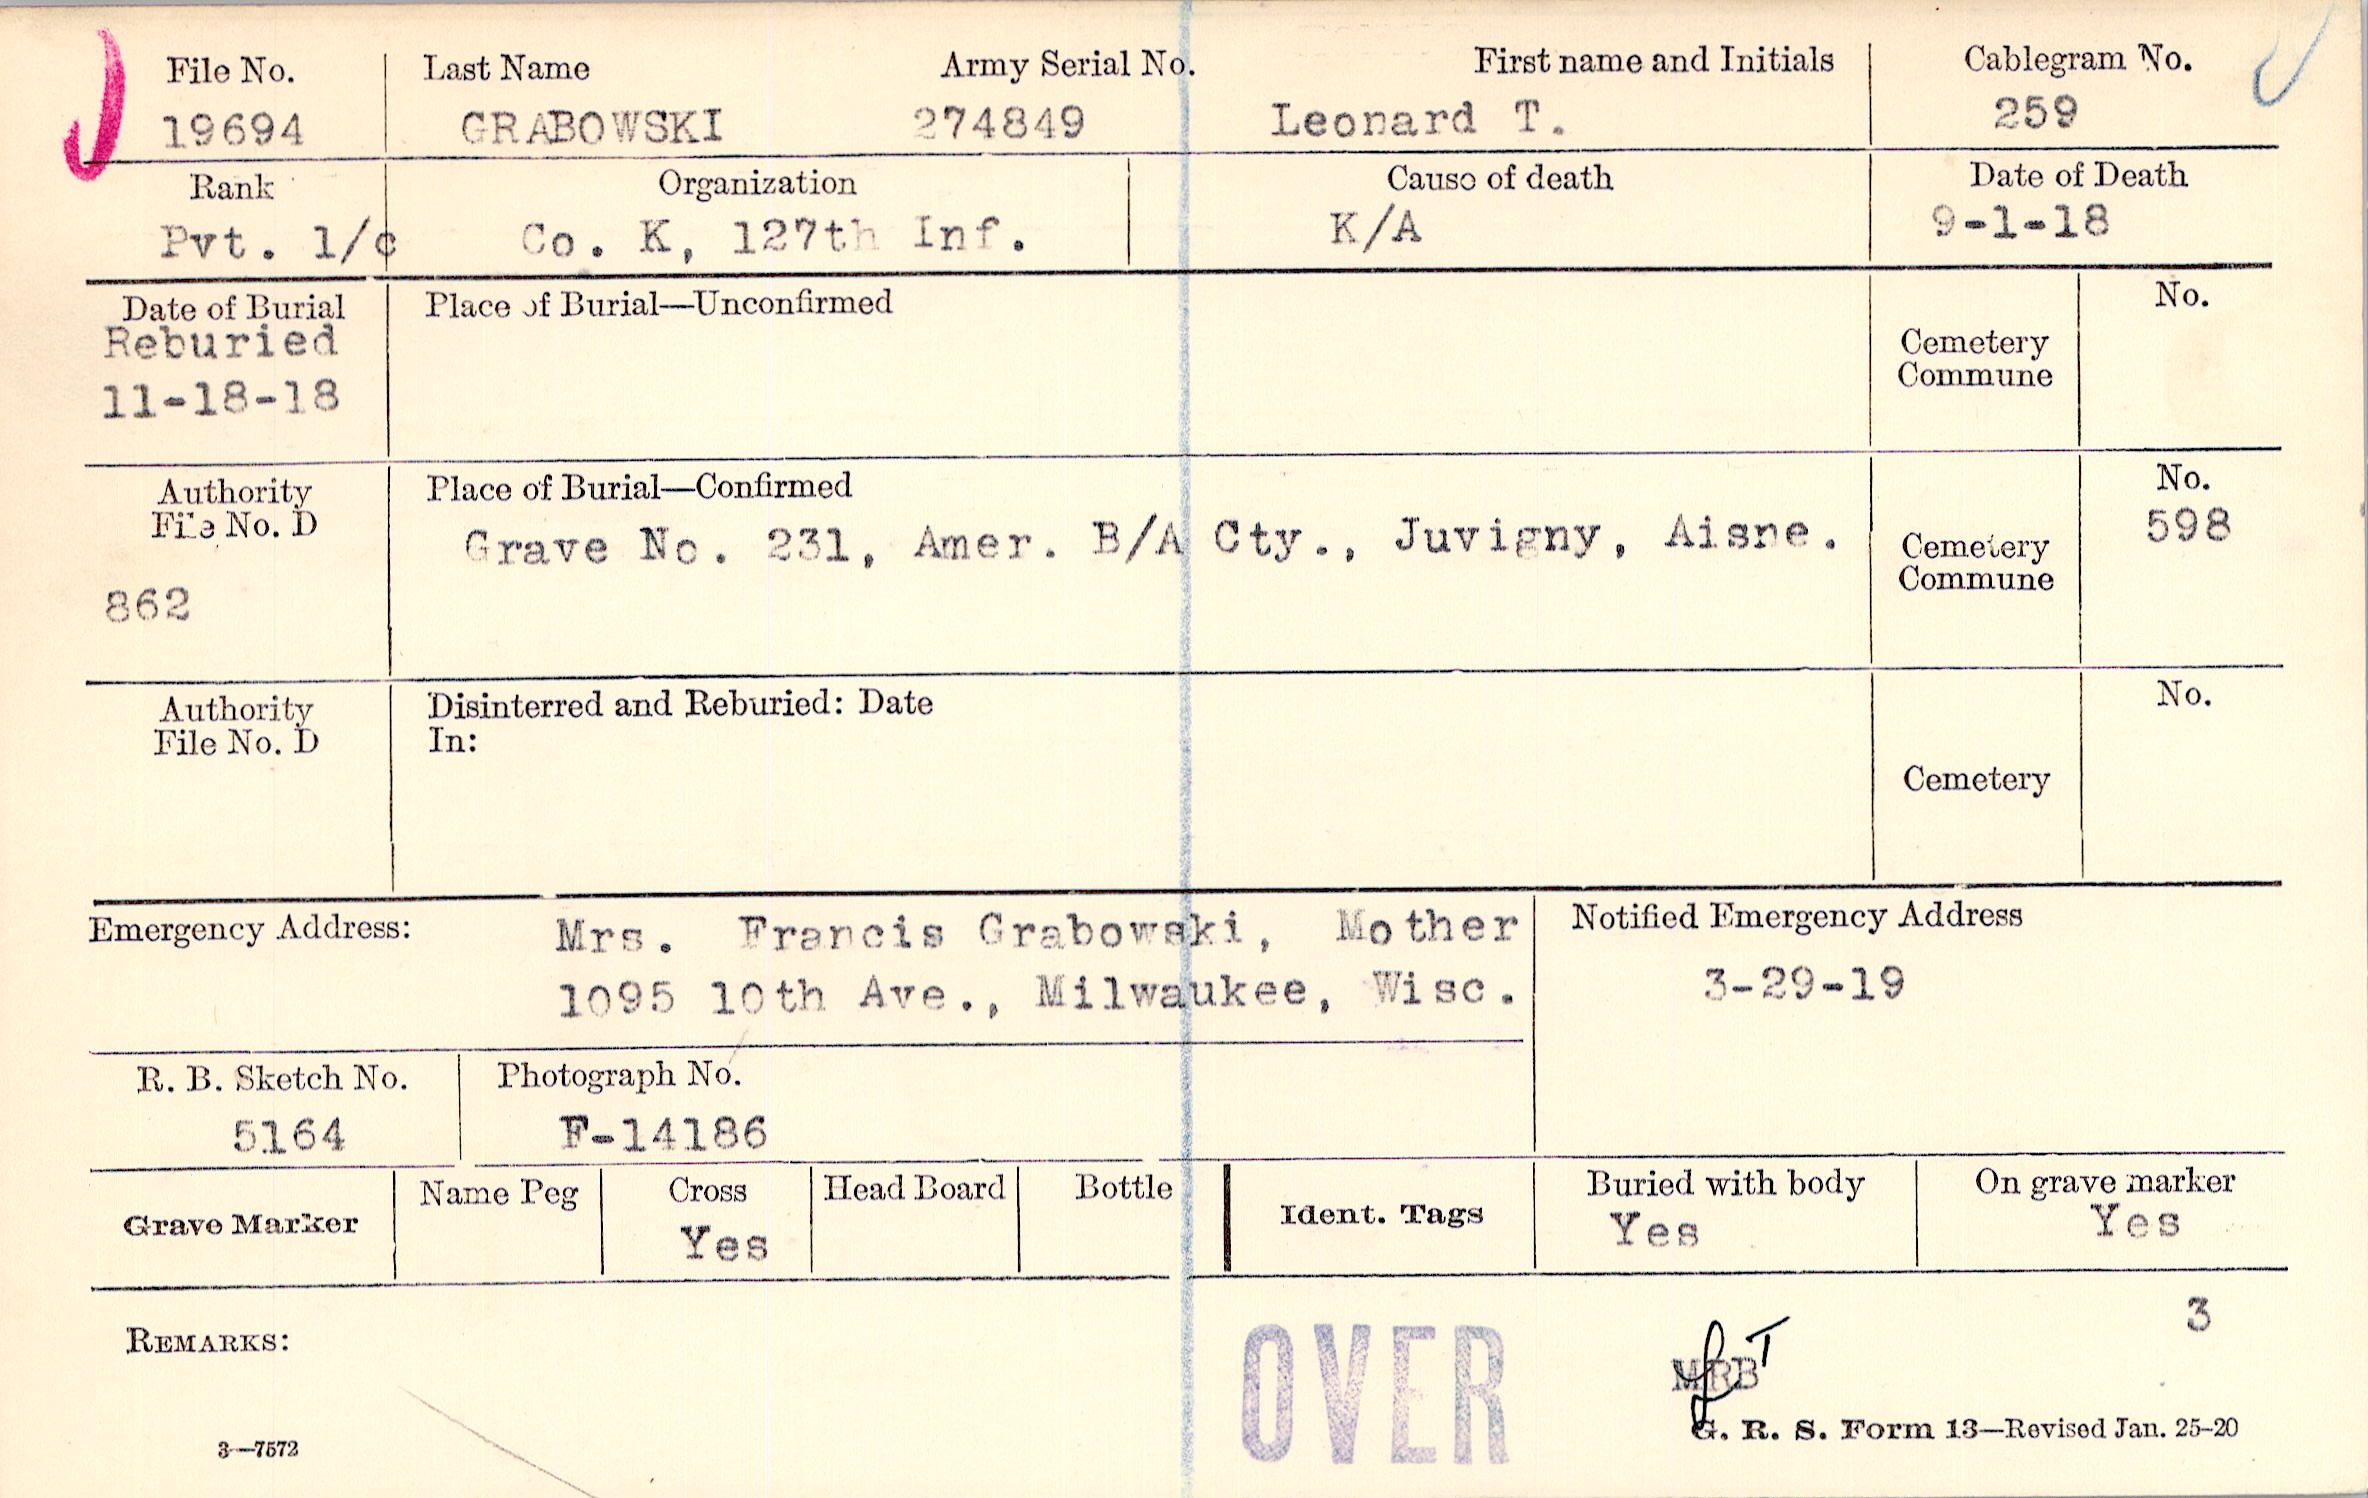 File No. Last Name Army Serial No. First name and Initials Cablegram No.
19694 GRABOWSKI 274849 Leonard T. 259
Rank Organization Cause of death Date of Death
Pvt. 1/c Co. K, 127th Inf. K/A 9-1-18
Date of Burial Place of Burial—Unconfirmed No.
Reburied
11-18-18
Cemetery
Commune
Authority Place of Burial—Confirmed No.
File No. D
862
Grave No. 231, Amer. B/A Cty., Juvigny, Aisne.
Cemetery
Commune
598
Authority Disinterred and Reburied: Date No.
File No. D In:
Cemetery
Emergency Address: Mrs. Francis Grabowski, Mother
1095 10th Ave., Milwaukee, Wisc.
Notified Emergency Address
3-29-19
R. B. Sketch No. Photograph No.
5164 F-14186
Grave Marker Name Peg Cross Head Board Bottle Ident. Tags Buried with body On grave marker
Yes Yes Yes
3
REMARKS:
OVER
MRB
3—7572
G. R. S. Form 13—Revised Jan. 25-20